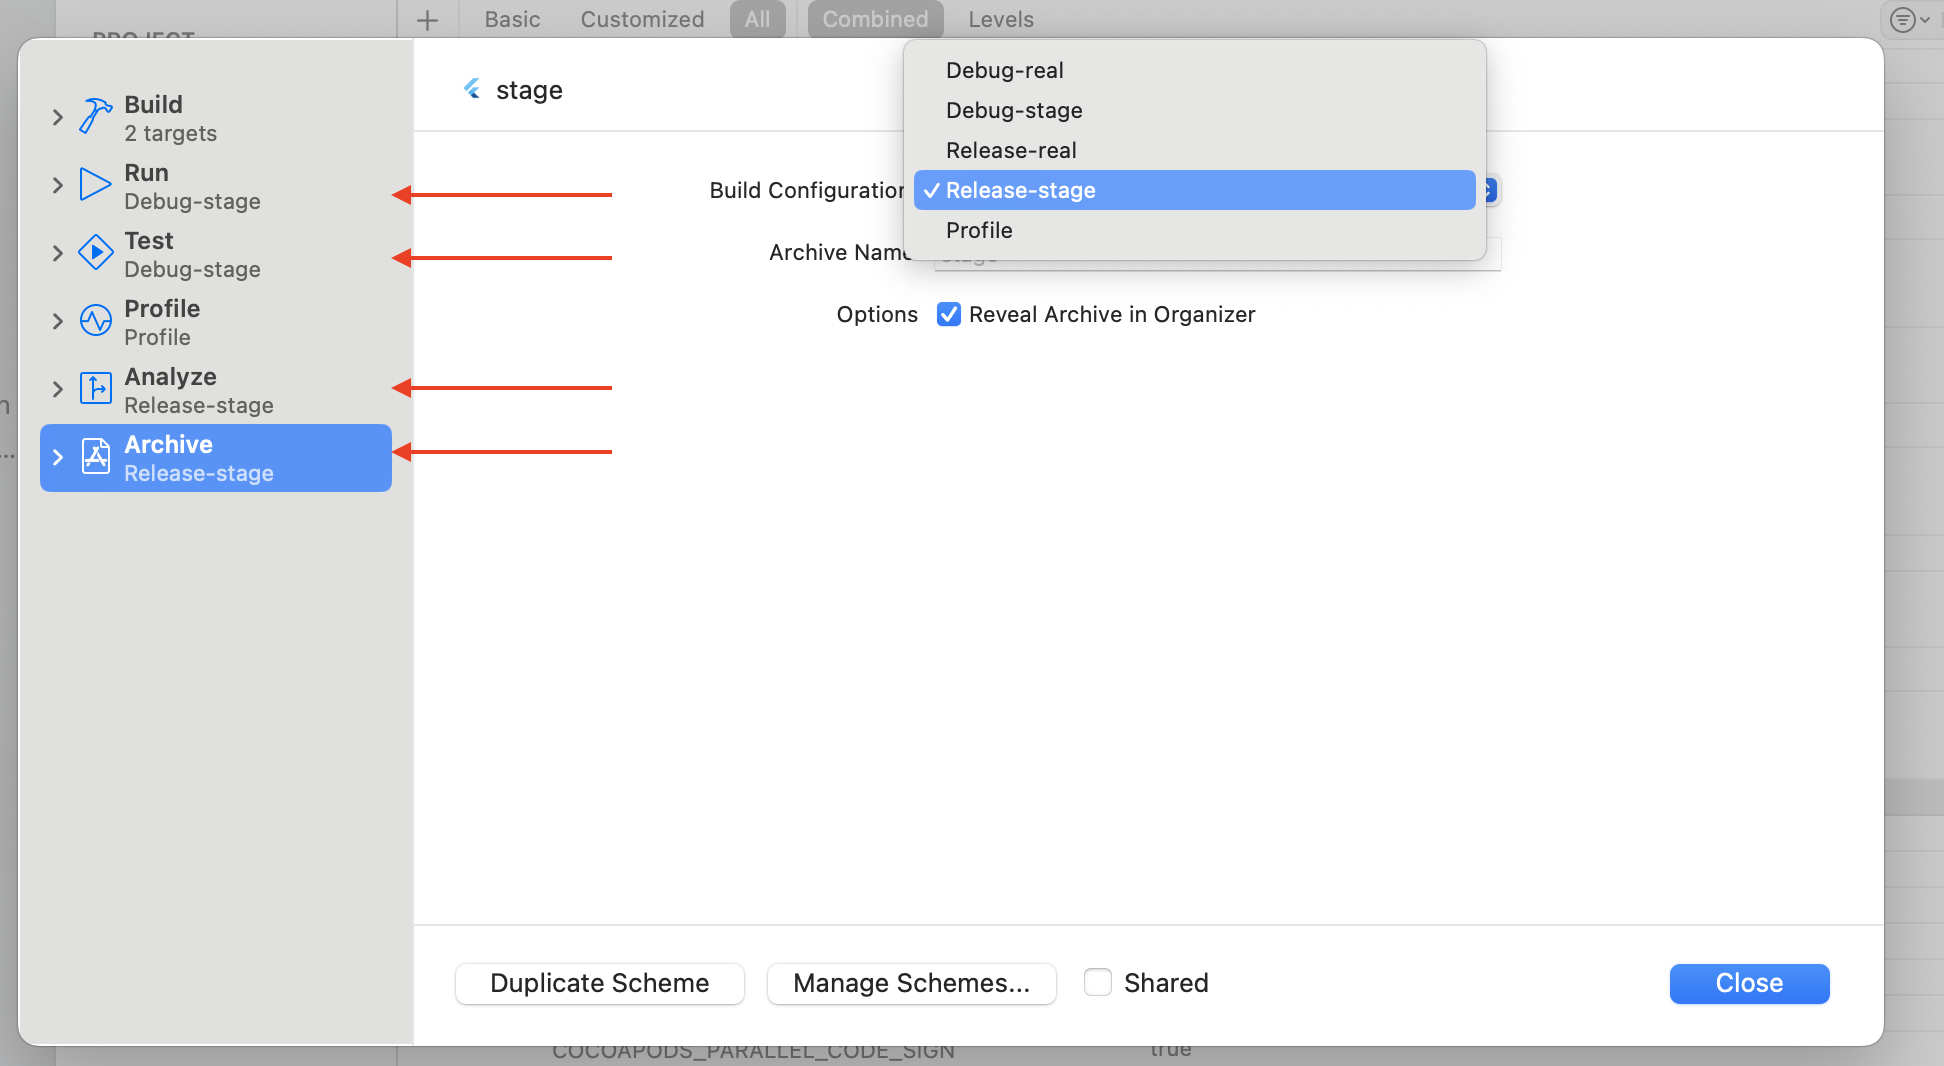 Basic Customized All Combined Levels
PROJECT
Build
2 targets
Run
Debug-stage
Test
Debug-stage
Profile
Profile
Analyze
Release-stage
Archive
Release-stage
stage
Debug-real
Debug-stage
Release-real
Build Configuration
✓ Release-stage
Profile
Archive Name
stage
Options Reveal Archive in Organizer
Duplicate Scheme Manage Schemes... Shared Close
COCOAPODS_PARALLEL_CODE_SIGN true